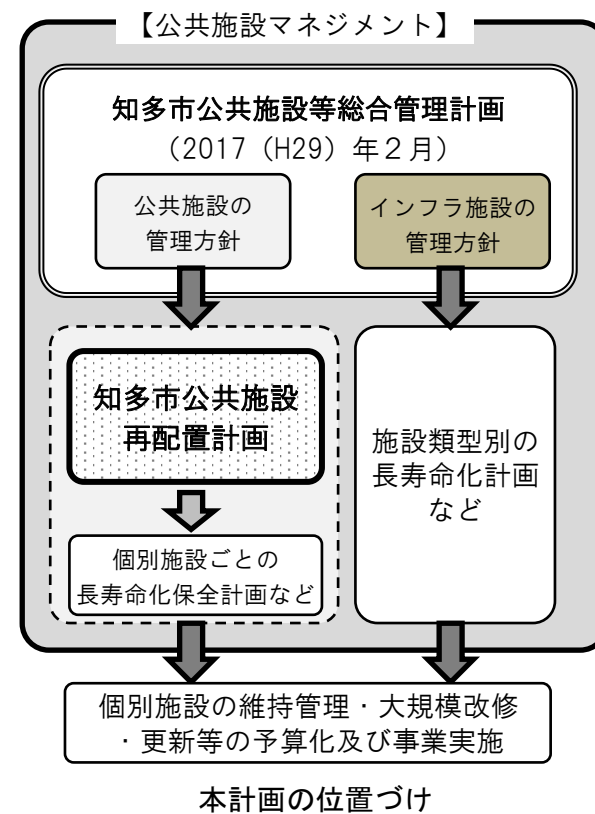 【公共施設マネジメント】
知多市公共施設等総合管理計画
（2017（H29）年２月）
公共施設の
管理方針
インフラ施設の
管理方針
知多市公共施設
再配置計画
個別施設ごとの
長寿命化保全計画など
施設類型別の
長寿命化計画
など
個別施設の維持管理・大規模改修
・更新等の予算化及び事業実施
本計画の位置づけ